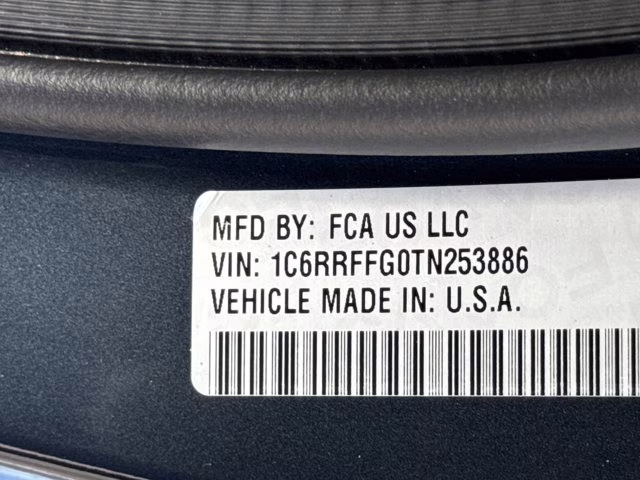 MFD BY: FCA US LLC
VIN: 1C6RRFFG0TN253886
VEHICLE MADE IN: U.S.A.